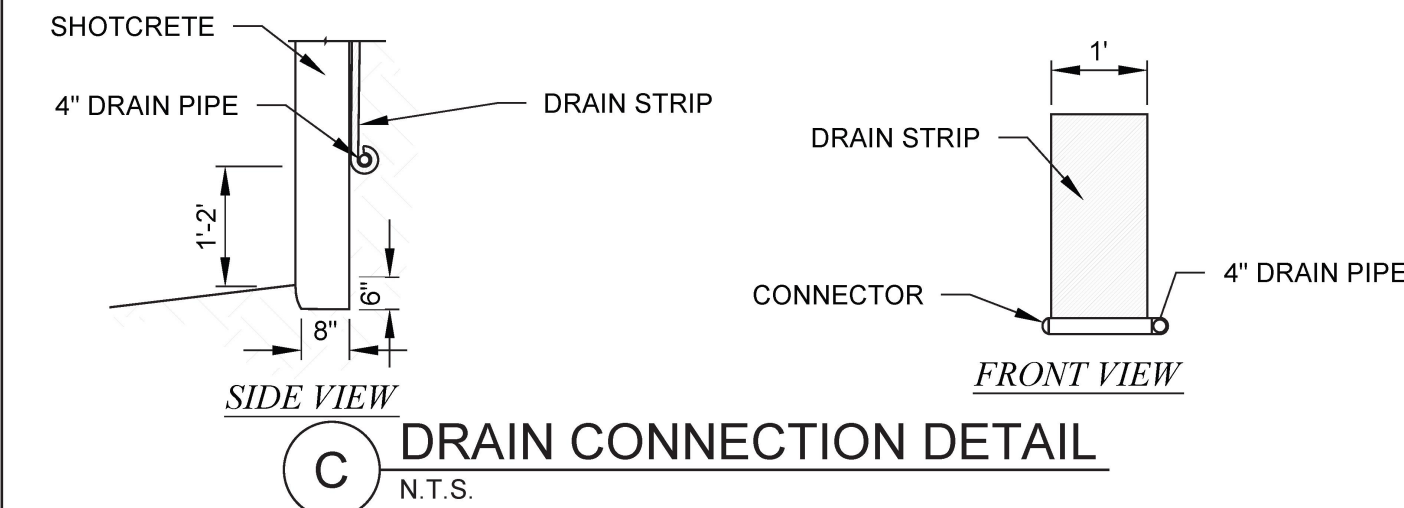 SHOTCRETE
4" DRAIN PIPE
DRAIN STRIP
1'-2'
6"
8"
SIDE VIEW
1'
DRAIN STRIP
CONNECTOR
4" DRAIN PIPE
FRONT VIEW
C
DRAIN CONNECTION DETAIL
N.T.S.